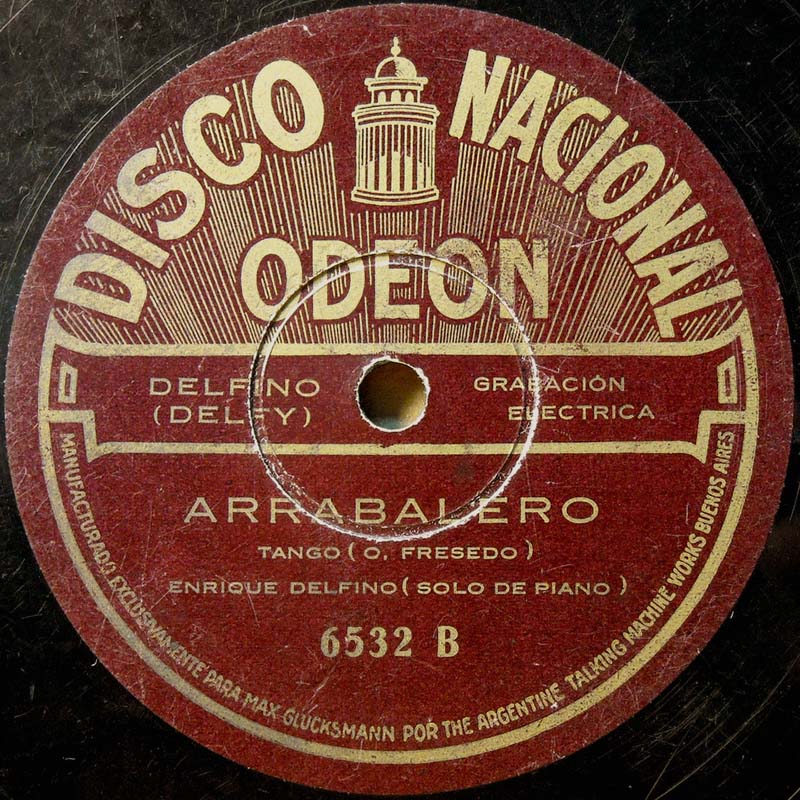 DISCO NACIONAL
ODEON
DELFINO
(DELFY)
GRABACIÓN
ELECTRICA
ARRABALERO
TANGO (O. FRESEDO)
ENRIQUE DELFINO (SOLO DE PIANO)
6532 B
MANUFACTURADO EXCLUSIVAMENTE PARA MAX GLUCKSMANN POR THE ARGENTINE TALKING MACHINE WORKS BUENOS AIRES